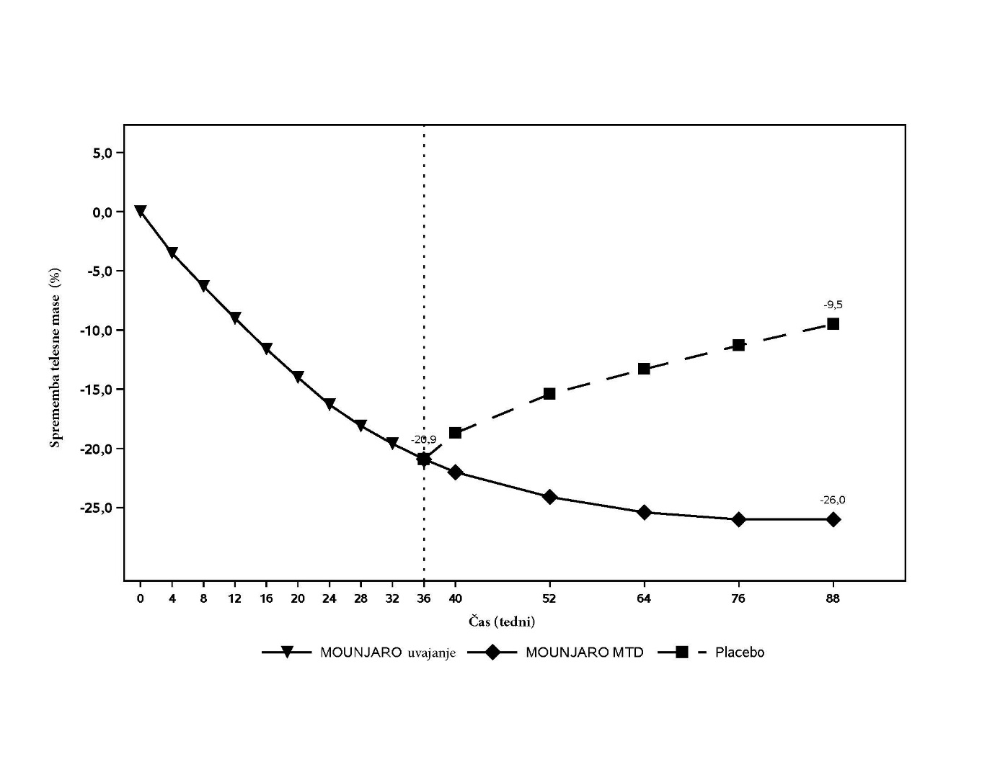 5,0
0,0
-5,0
-10,0
-15,0
-20,0
-25,0
Sprememba telesne mase (%)
-20,9
-9,5
-26,0
0 4 8 12 16 20 24 28 32 36 40 52 64 76 88
Čas (tedni)
MOUNJARO uvajanje MOUNJARO MTD Placebo